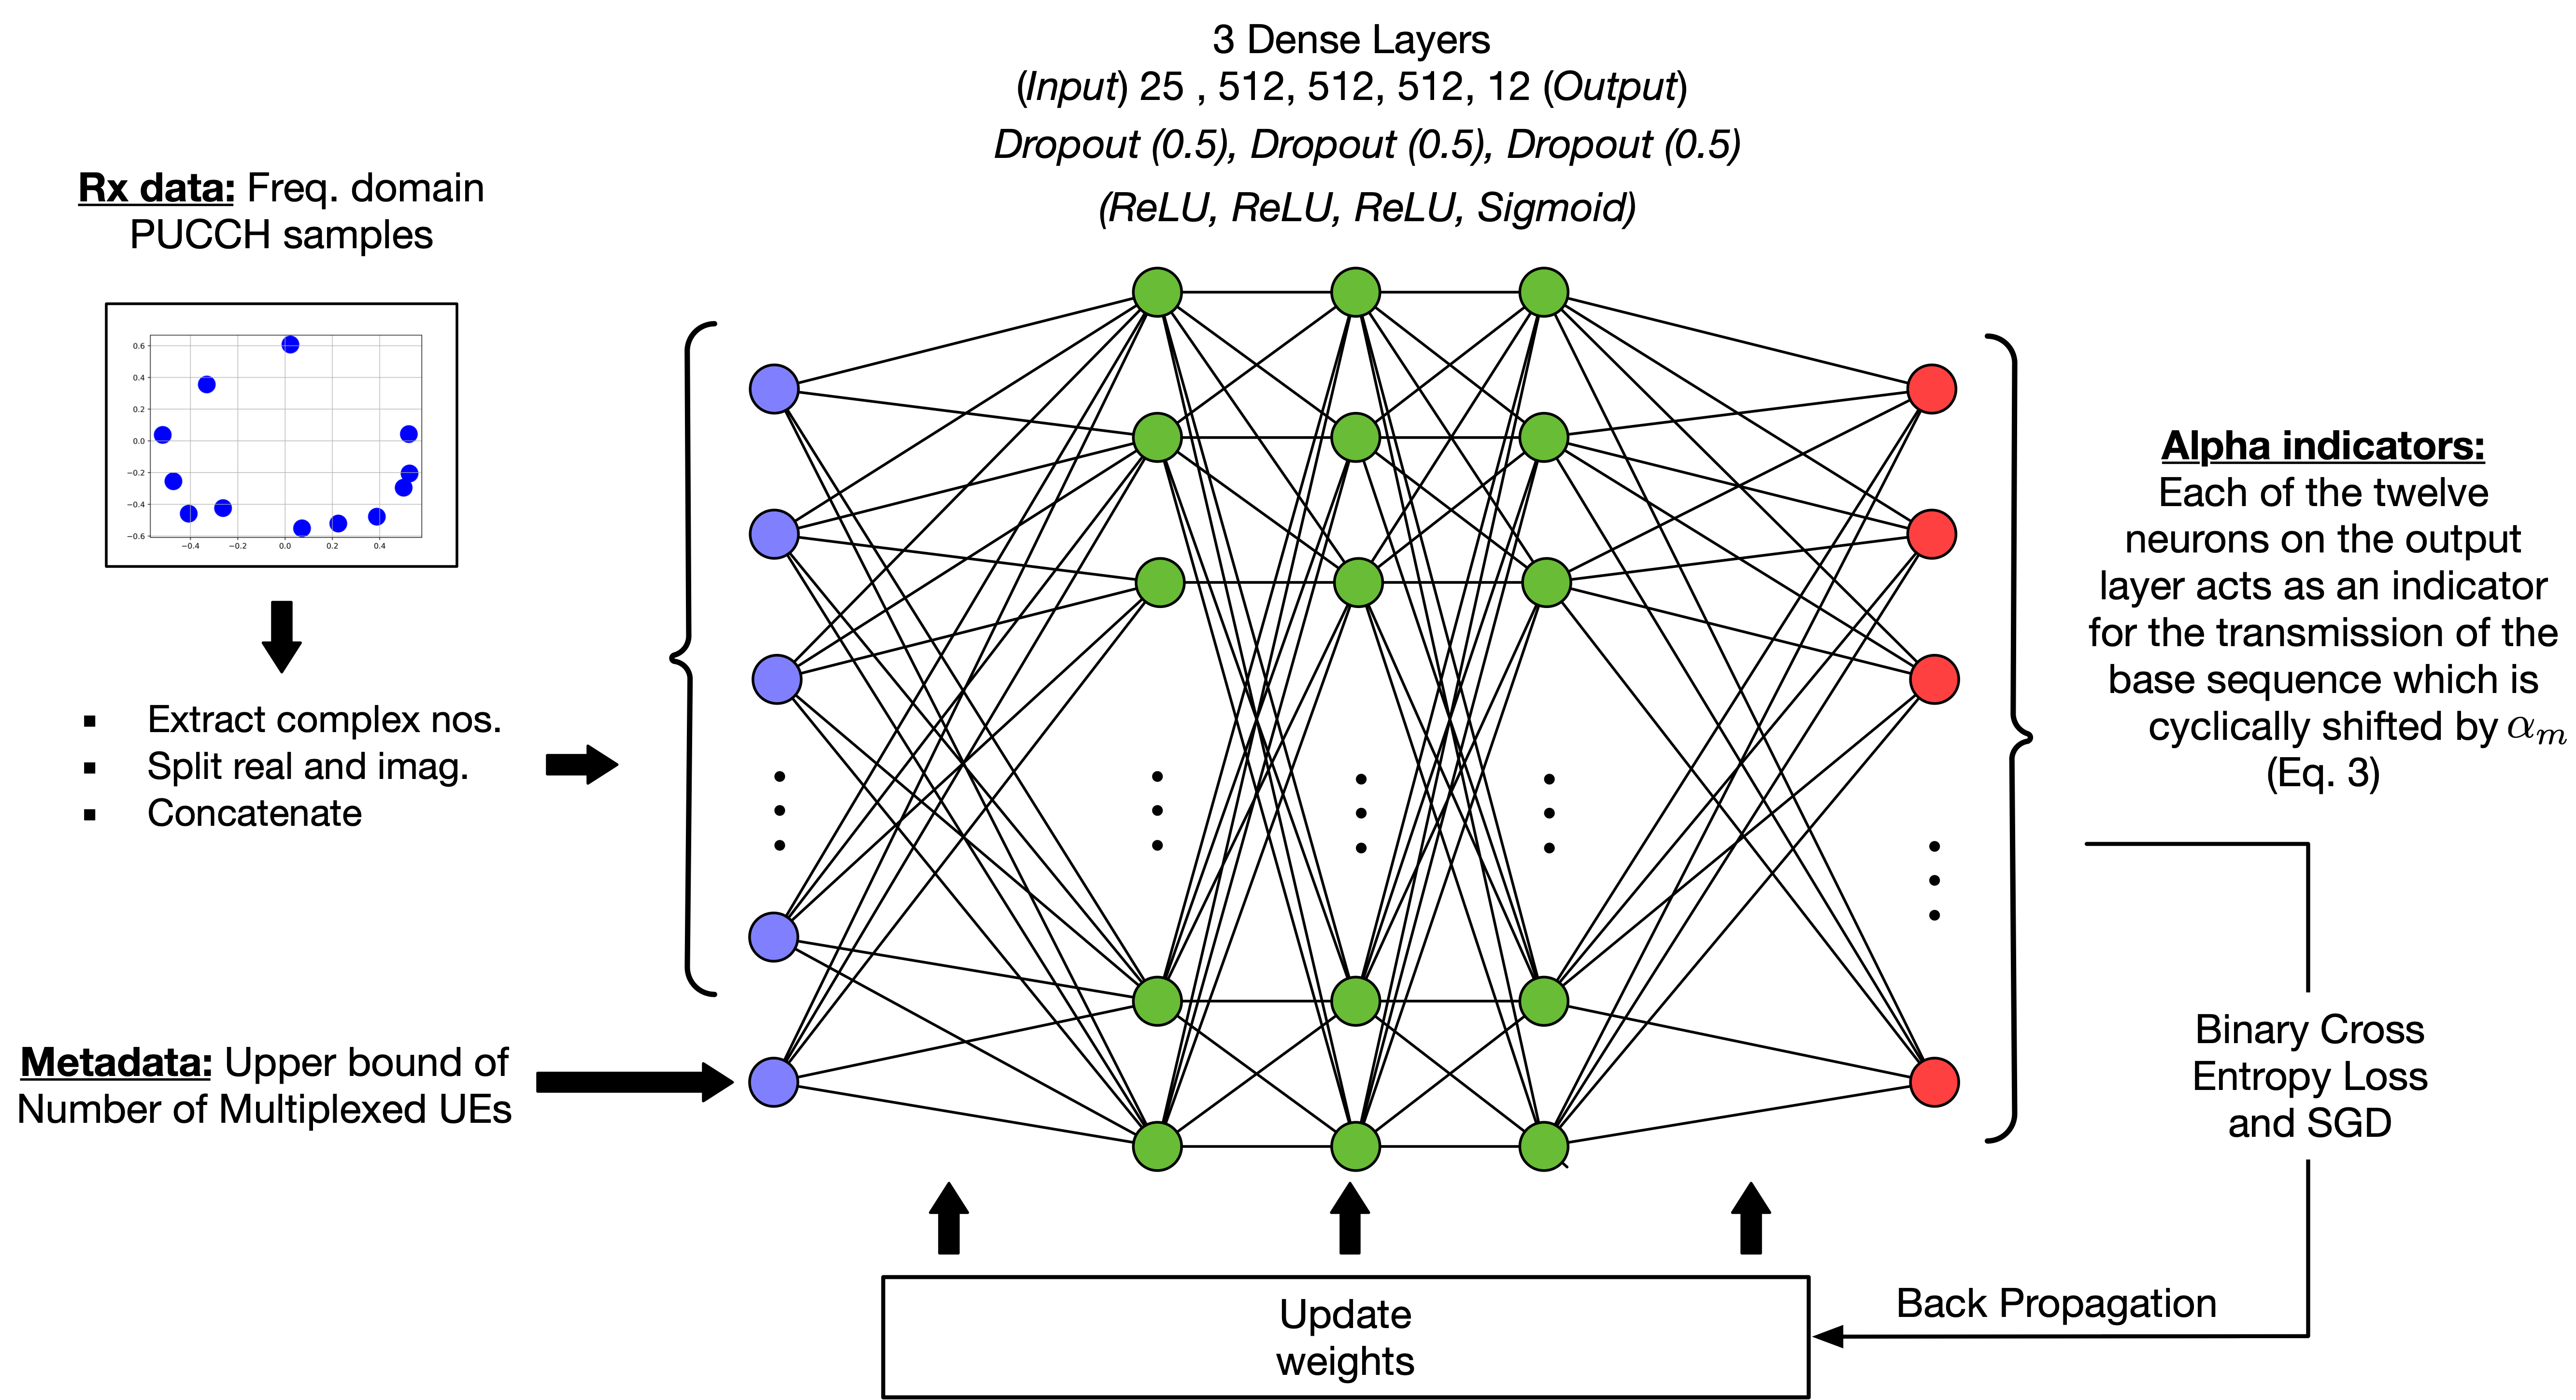 3 Dense Layers
(Input) 25 , 512, 512, 512, 12 (Output)
Dropout (0.5), Dropout (0.5), Dropout (0.5)
(ReLU, ReLU, ReLU, Sigmoid)
Rx data: Freq. domain
PUCCH samples
0.6
0.4
0.2
0.0
−0.2
−0.4
−0.6
−0.4 −0.2 0.0 0.2 0.4
▪ Extract complex nos.
▪ Split real and imag.
▪ Concatenate
Metadata: Upper bound of
Number of Multiplexed UEs
Alpha indicators:
Each of the twelve
neurons on the output
layer acts as an indicator
for the transmission of the
base sequence which is
cyclically shifted by αₘ
(Eq. 3)
Binary Cross
Entropy Loss
and SGD
Back Propagation
Update
weights